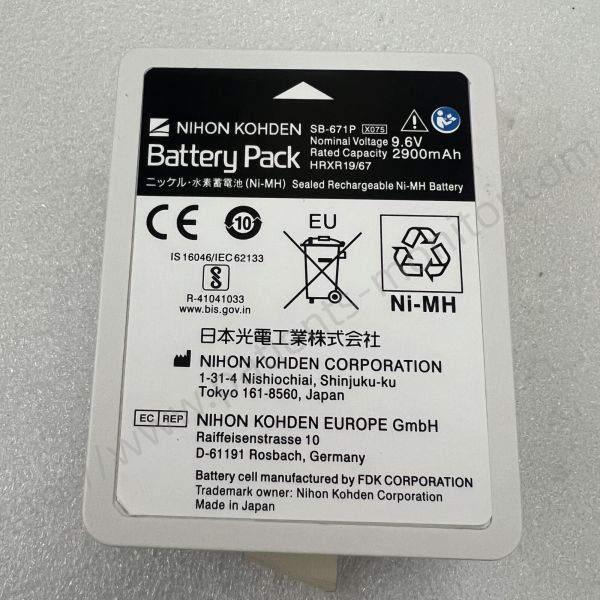 NIHON KOHDEN
Battery Pack
SB-671P X075
Nominal Voltage 9.6V
Rated Capacity 2900mAh
HRXR19/67
ニッケル・水素蓄電池(Ni-MH) Sealed Rechargeable Ni-MH Battery
CE 10 EU
IS 16046/IEC 62133
R-41041033
www.bis.gov.in
Ni-MH
日本光電工業株式会社
NIHON KOHDEN CORPORATION
1-31-4 Nishiochiai, Shinjuku-ku
Tokyo 161-8560, Japan
EC REP
NIHON KOHDEN EUROPE GmbH
Raiffeisenstrasse 10
D-61191 Rosbach, Germany
Battery cell manufactured by FDK CORPORATION
Trademark owner: Nihon Kohden Corporation
Made in Japan
//www.patients-monitor.com